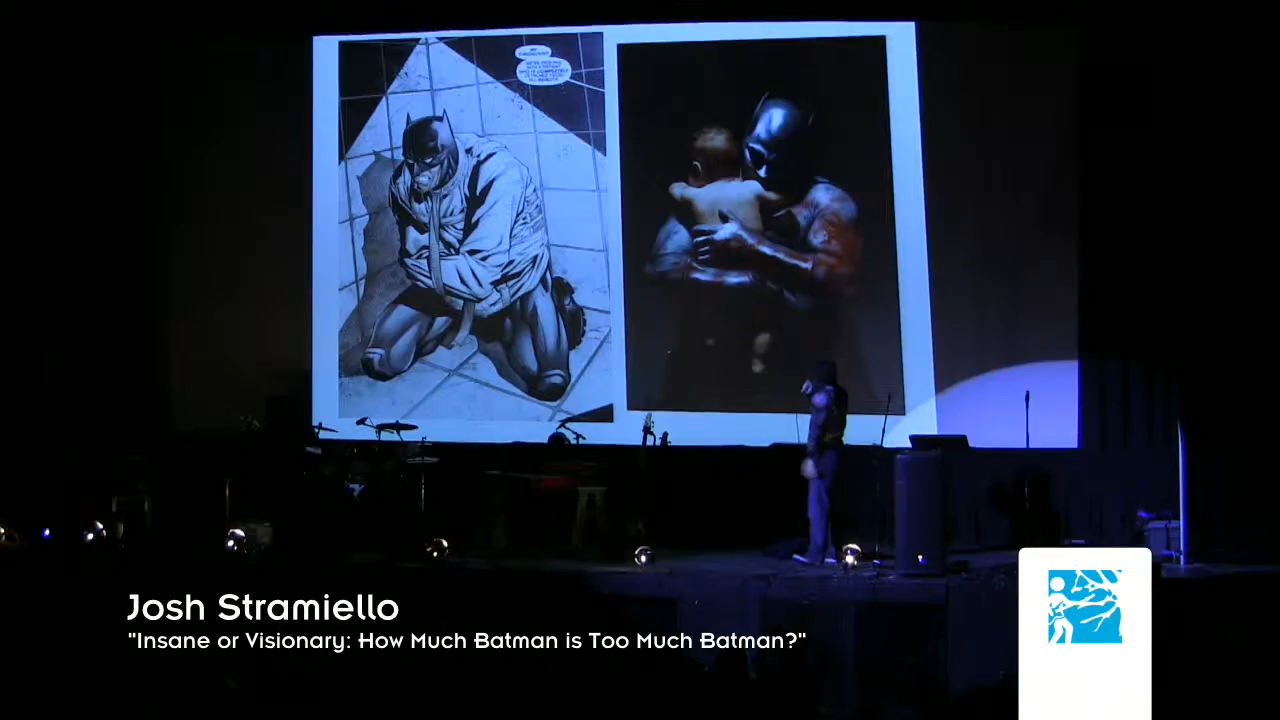 Josh Stramiello
"Insane or Visionary: How Much Batman is Too Much Batman?"